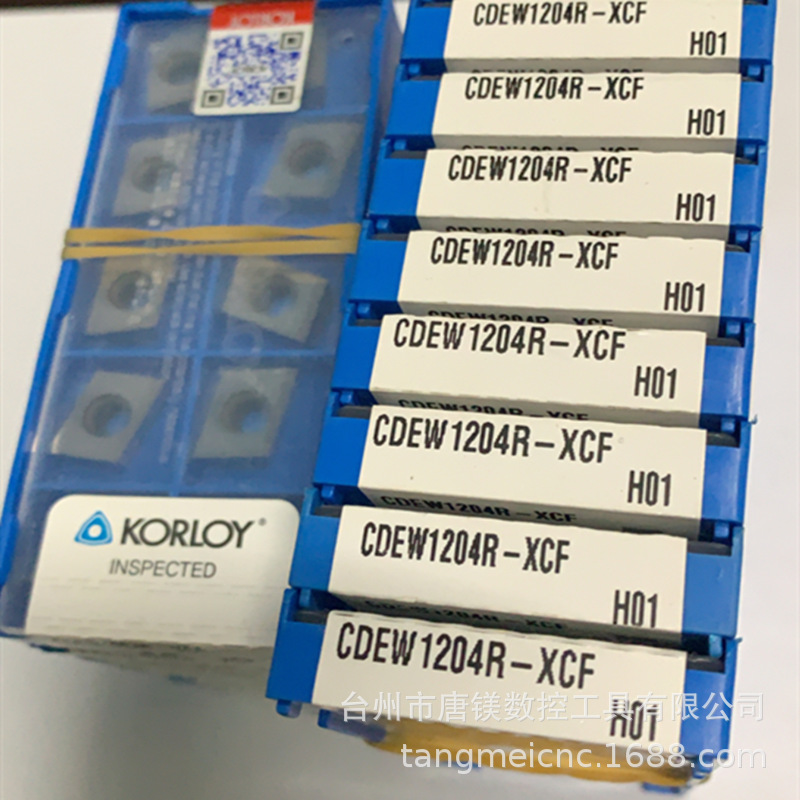 KORLOY
KORLOY®
INSPECTED
CDEW1204R-XCF
H01
CDEW1204R-XCF
H01
CDEW1204R-XCF
H01
CDEW1204R-XCF
H01
CDEW1204R-XCF
H01
CDEW1204R-XCF
H01
CDEW1204R-XCF
H01
CDEW1204R-XCF
H01
台州市唐镁数控工具有限公司
tangmeicnc.1688.com